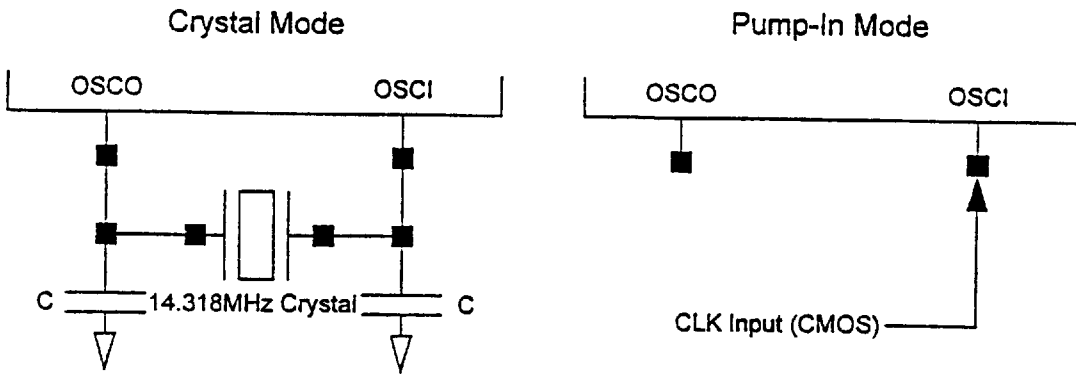 Crystal Mode
OSCO
OSCI
C
14.318MHz Crystal
C
Pump-In Mode
OSCO
OSCI
CLK Input (CMOS)